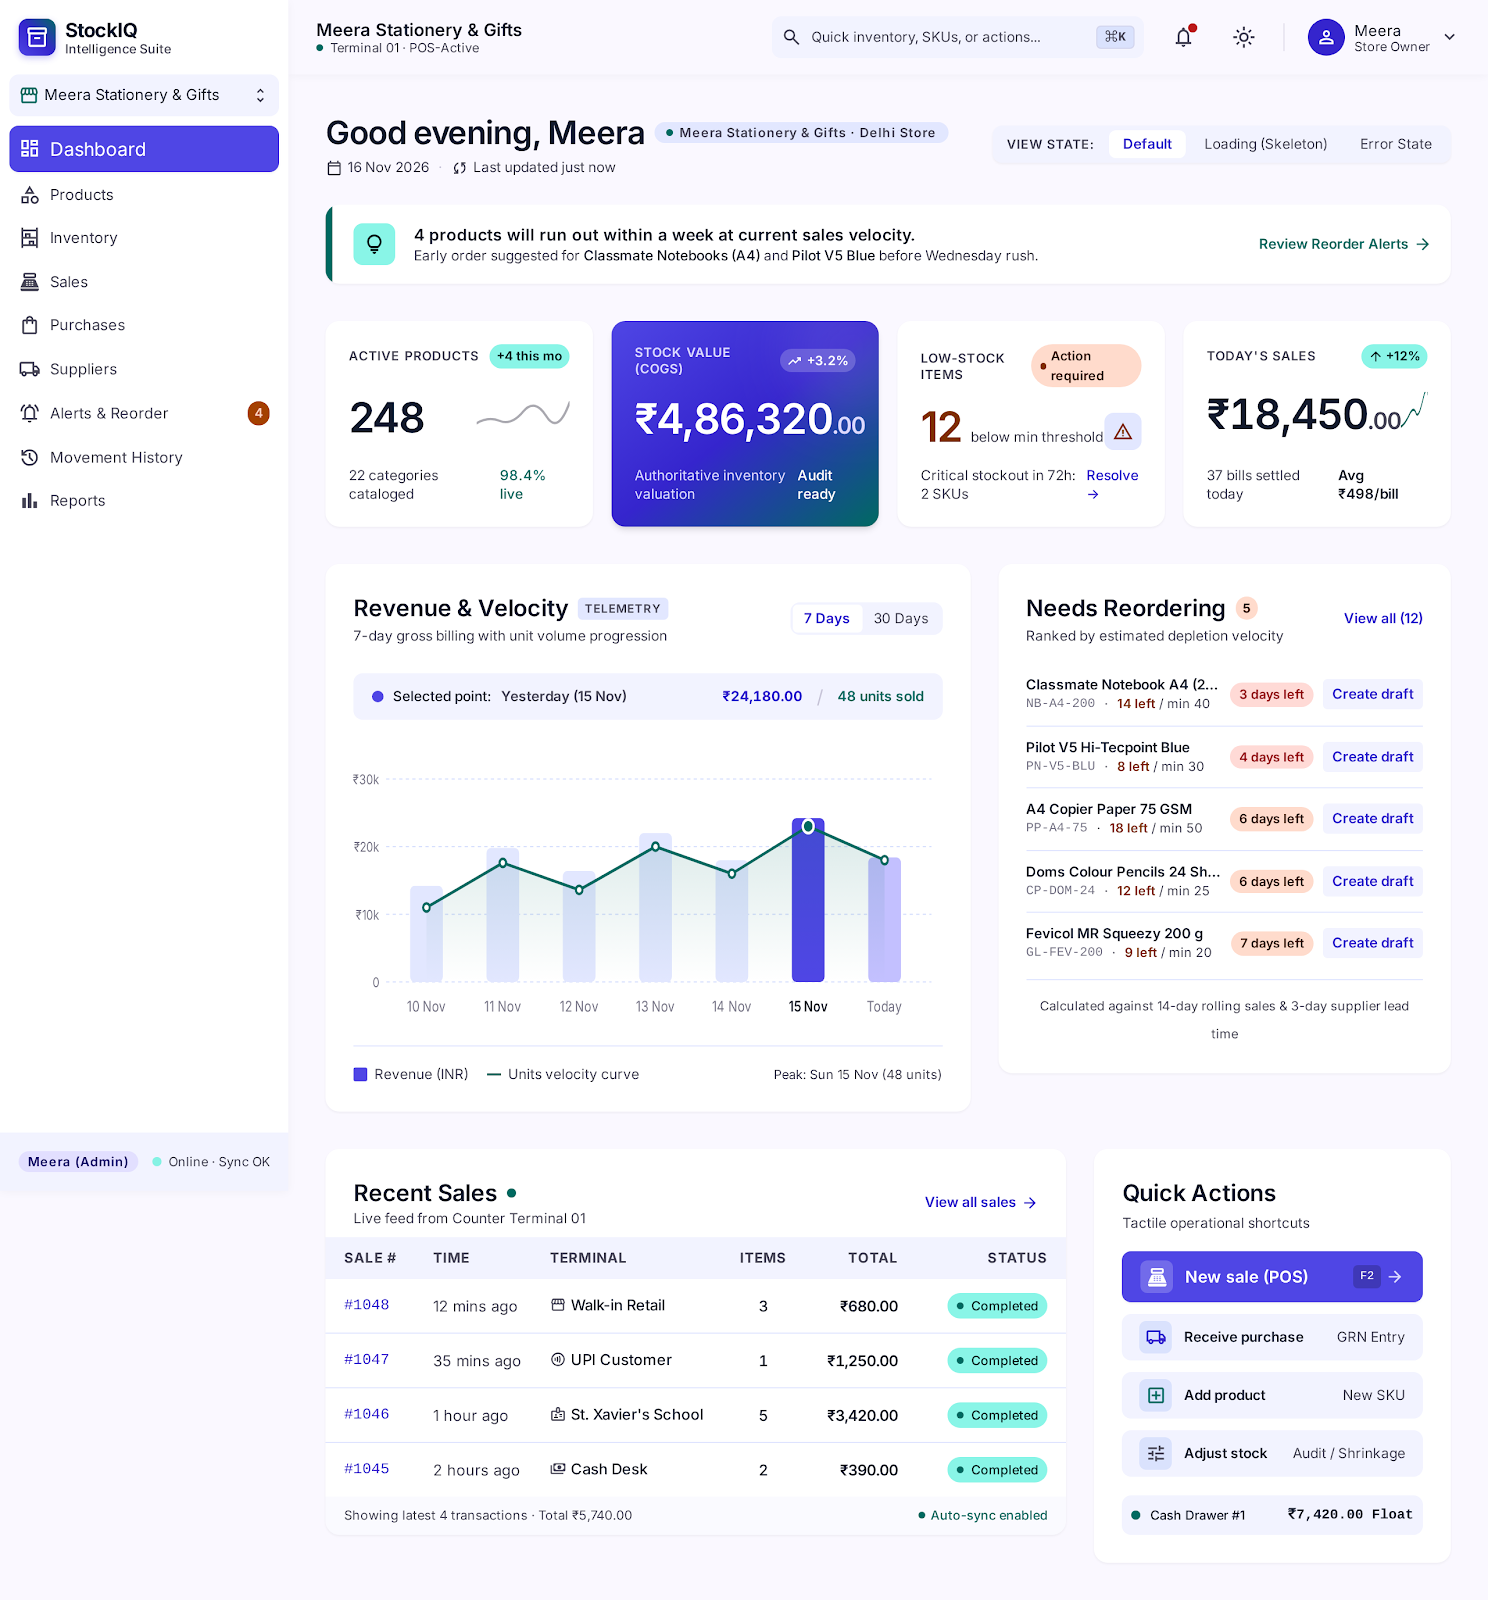 StockIQ
Intelligence Suite
Meera Stationery & Gifts
Dashboard
Products
Inventory
Sales
Purchases
Suppliers
Alerts & Reorder 4
Movement History
Reports
Meera (Admin) Online · Sync OK
Meera Stationery & Gifts
Terminal 01 · POS-Active
Quick inventory, SKUs, or actions... ⌘K
Meera
Store Owner
Good evening, Meera Meera Stationery & Gifts · Delhi Store
16 Nov 2026 · Last updated just now
VIEW STATE: Default Loading (Skeleton) Error State
4 products will run out within a week at current sales velocity.
Early order suggested for Classmate Notebooks (A4) and Pilot V5 Blue before Wednesday rush.
Review Reorder Alerts →
ACTIVE PRODUCTS +4 this mo
248
22 categories
cataloged
98.4%
live
STOCK VALUE
(COGS)
+3.2%
₹4,86,320.00
Authoritative inventory
valuation
Audit
ready
LOW-STOCK
ITEMS
Action
required
12 below min threshold
Critical stockout in 72h:
2 SKUs
Resolve
→
TODAY'S SALES ↑ +12%
₹18,450.00
37 bills settled
today
Avg
₹498/bill
Revenue & Velocity TELEMETRY
7-day gross billing with unit volume progression
7 Days 30 Days
Selected point: Yesterday (15 Nov) ₹24,180.00 / 48 units sold
₹30k
₹20k
₹10k
0
10 Nov 11 Nov 12 Nov 13 Nov 14 Nov 15 Nov Today
Revenue (INR) Units velocity curve Peak: Sun 15 Nov (48 units)
Needs Reordering 5
Ranked by estimated depletion velocity
View all (12)
Classmate Notebook A4 (2...
NB-A4-200 · 14 left / min 40
3 days left Create draft
Pilot V5 Hi-Tecpoint Blue
PN-V5-BLU · 8 left / min 30
4 days left Create draft
A4 Copier Paper 75 GSM
PP-A4-75 · 18 left / min 50
6 days left Create draft
Doms Colour Pencils 24 Sh...
CP-DOM-24 · 12 left / min 25
6 days left Create draft
Fevicol MR Squeezy 200 g
GL-FEV-200 · 9 left / min 20
7 days left Create draft
Calculated against 14-day rolling sales & 3-day supplier lead
time
Recent Sales
Live feed from Counter Terminal 01
View all sales →
SALE # TIME TERMINAL ITEMS TOTAL STATUS
#1048 12 mins ago Walk-in Retail 3 ₹680.00 Completed
#1047 35 mins ago UPI Customer 1 ₹1,250.00 Completed
#1046 1 hour ago St. Xavier's School 5 ₹3,420.00 Completed
#1045 2 hours ago Cash Desk 2 ₹390.00 Completed
Showing latest 4 transactions · Total ₹5,740.00 Auto-sync enabled
Quick Actions
Tactile operational shortcuts
New sale (POS) F2 →
Receive purchase GRN Entry
Add product New SKU
Adjust stock Audit / Shrinkage
Cash Drawer #1 ₹7,420.00 Float